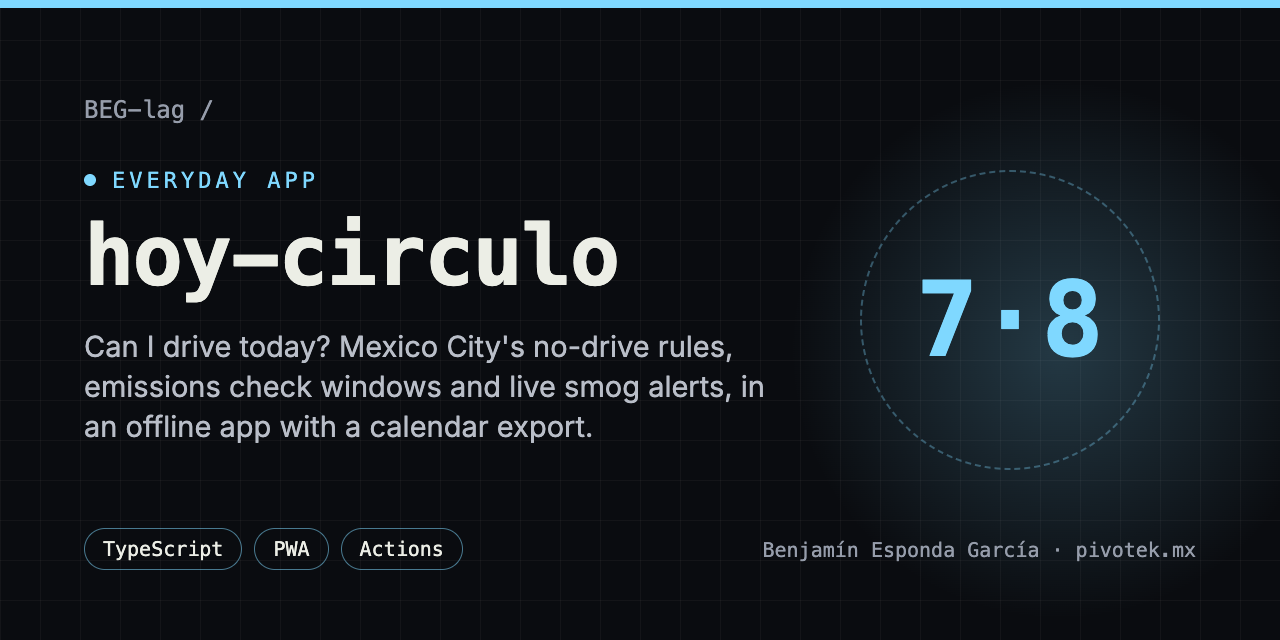 BEG-lag /
EVERYDAY APP
hoy-circulo
Can I drive today? Mexico City's no-drive rules,
emissions check windows and live smog alerts, in
an offline app with a calendar export.
7·8
TypeScript
PWA
Actions
Benjamín Esponda García · pivotek.mx